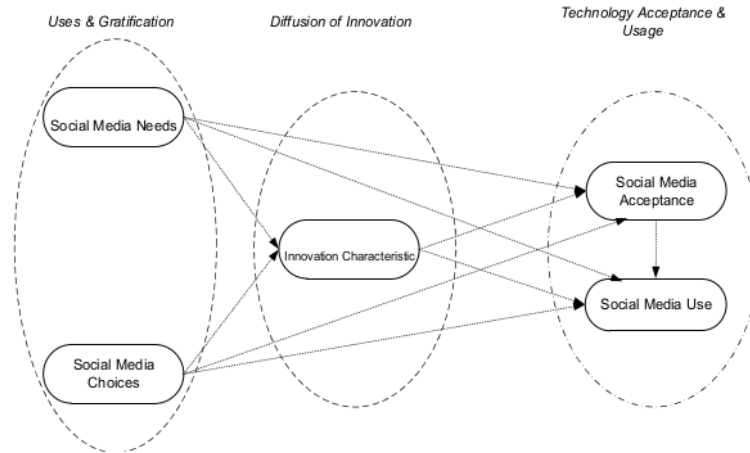 Uses & Gratification
Diffusion of Innovation
Technology Acceptance &
Usage
Social Media Needs
Social Media
Acceptance
Innovation Characteristic
Social Media Use
Social Media
Choices